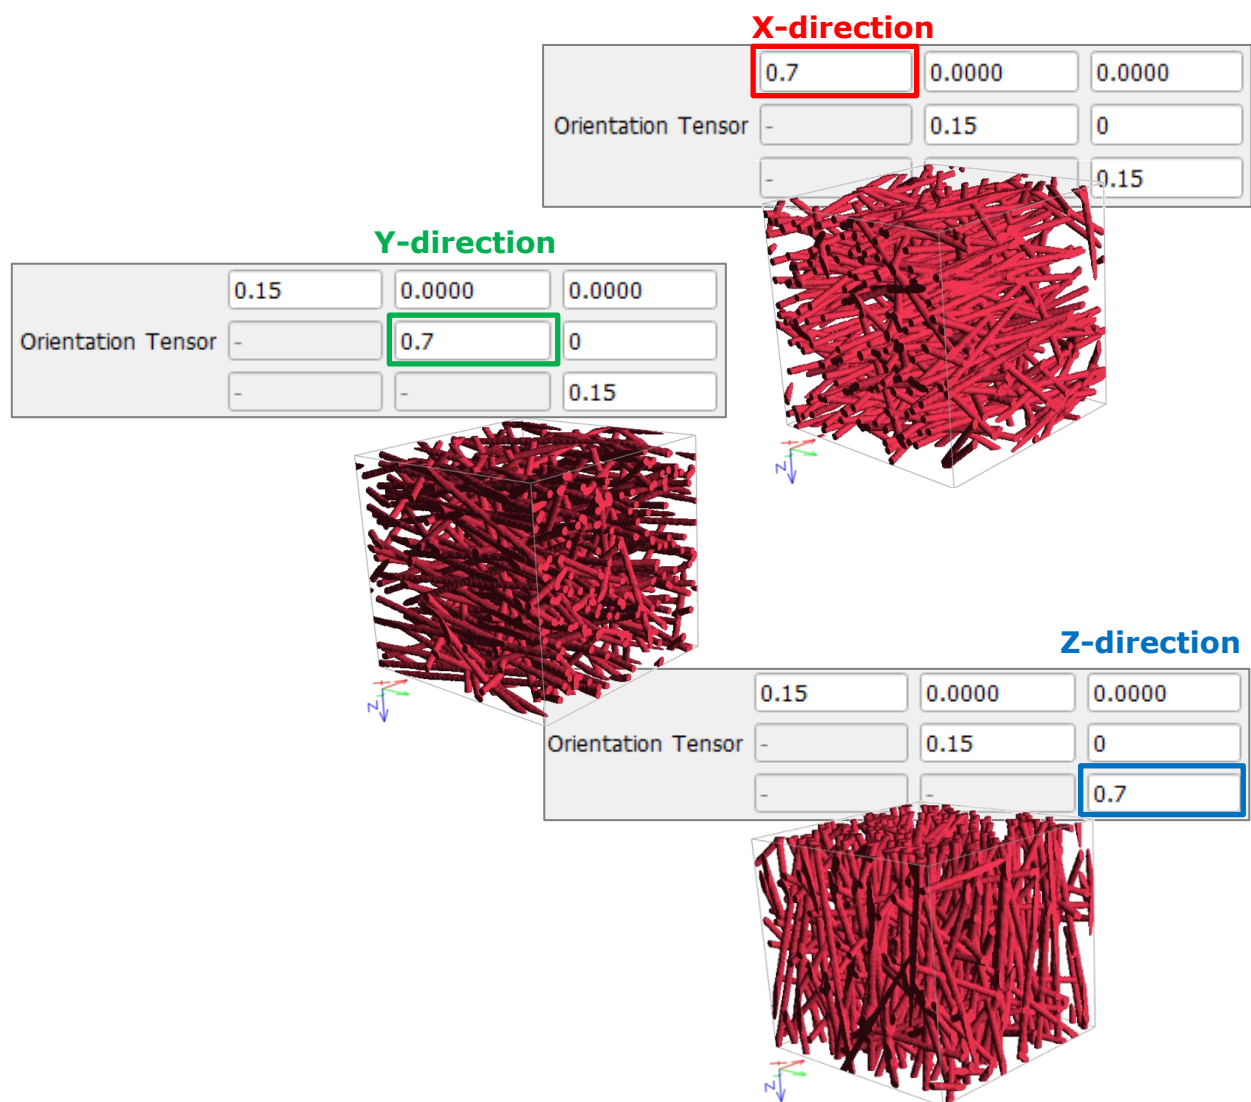 X-direction
0.7 0.0000 0.0000
Orientation Tensor - 0.15 0
- 0.15
Y-direction
0.15 0.0000 0.0000
Orientation Tensor - 0.7 0
- - 0.15
Z
Z
Z-direction
0.15 0.0000 0.0000
Orientation Tensor - 0.15 0
- - 0.7
Z